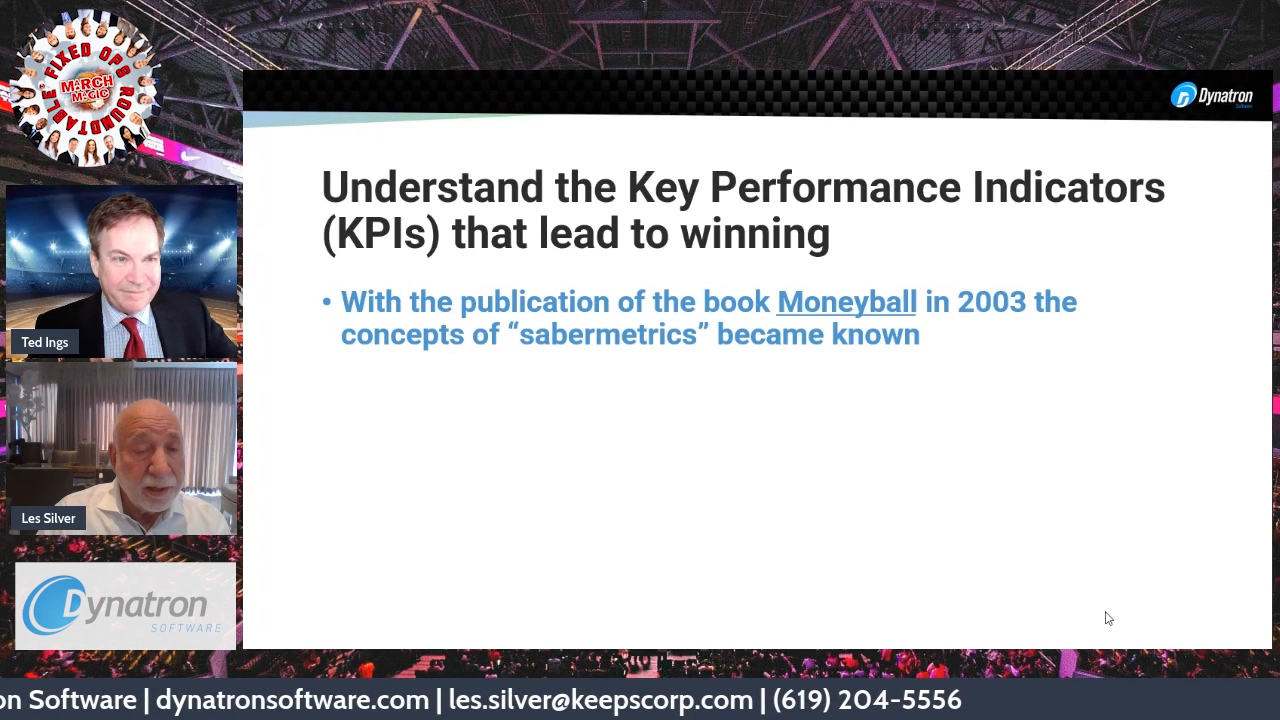 FIXED OPS ROUNDTABLE
MARCH
MAGIC
Dynatron
Software
Understand the Key Performance Indicators
(KPIs) that lead to winning
• With the publication of the book Moneyball in 2003 the
concepts of “sabermetrics” became known
Ted Ings
Les Silver
Dynatron
SOFTWARE
on Software | dynatronsoftware.com | les.silver@keepscorp.com | (619) 204-5556